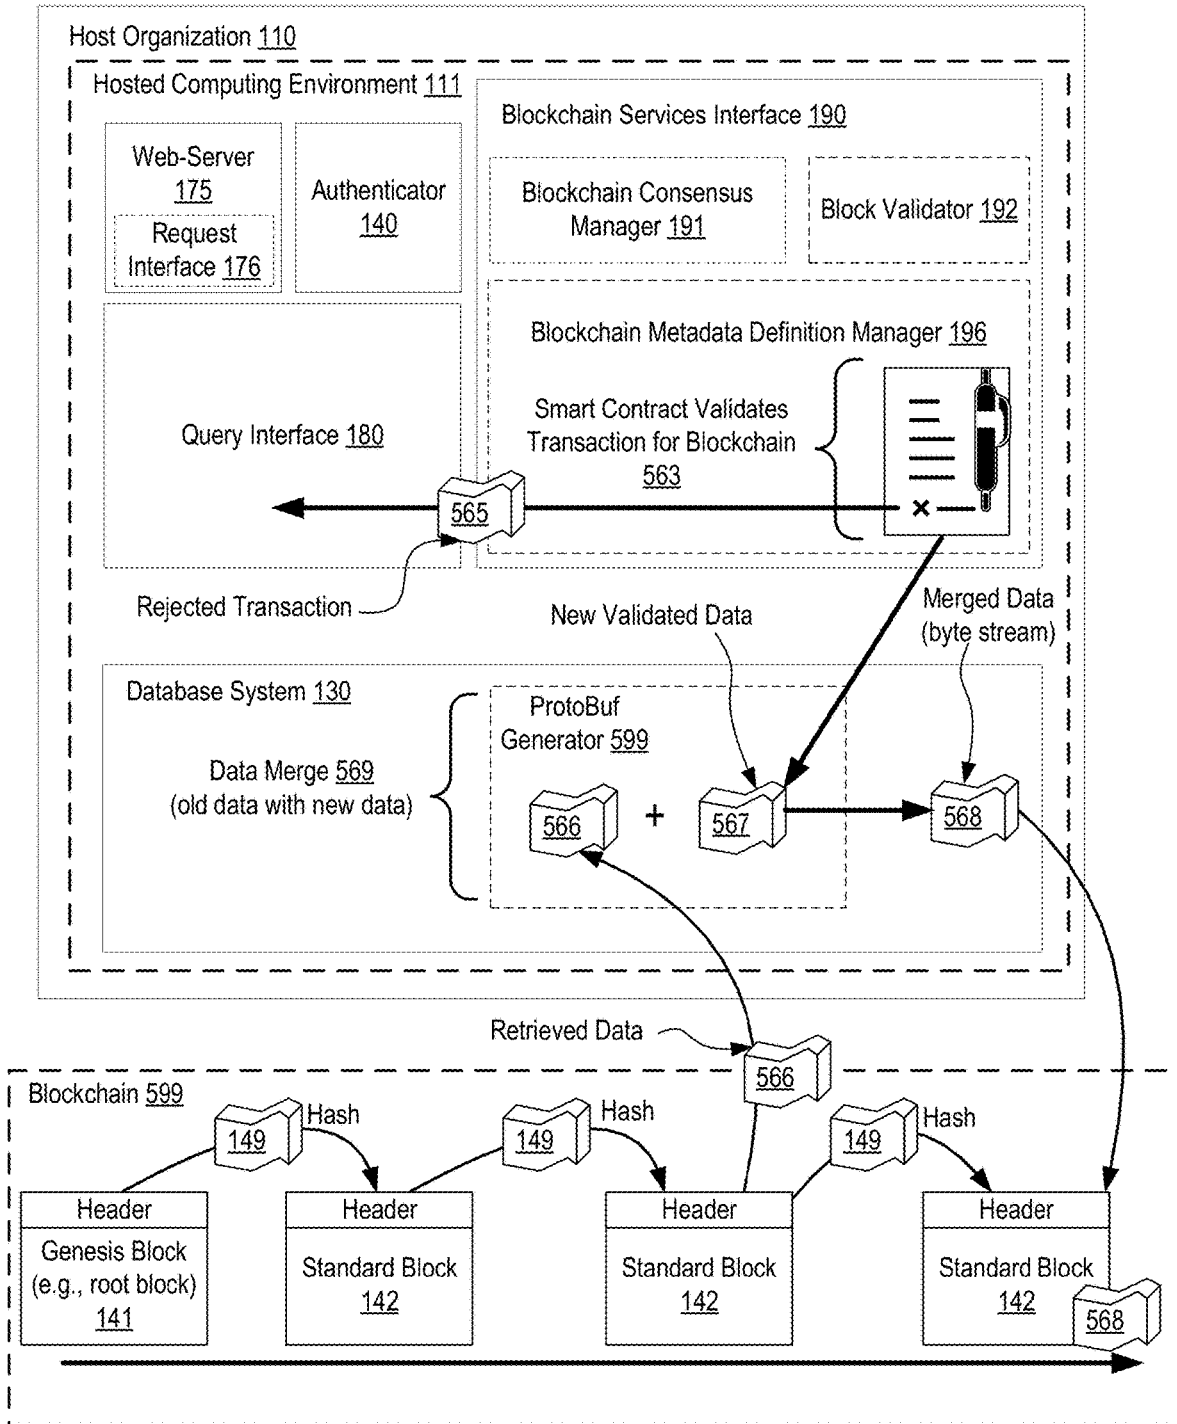 Host Organization 110
Hosted Computing Environment 111
Web-Server
175
Request
Interface 176
Authenticator
140
Blockchain Services Interface 190
Blockchain Consensus
Manager 191
Block Validator 192
Query Interface 180
Blockchain Metadata Definition Manager 196
Smart Contract Validates
Transaction for Blockchain
563
565
Rejected Transaction
New Validated Data
Merged Data
(byte stream)
Database System 130
Data Merge 569
(old data with new data)
ProtoBuf
Generator 599
566
+
567
568
Retrieved Data
566
Blockchain 599
149
Hash
149
Hash
149
Hash
Header
Genesis Block
(e.g., root block)
141
Header
Standard Block
142
Header
Standard Block
142
Header
Standard Block
142
568